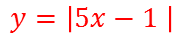 y = |5x − 1 |